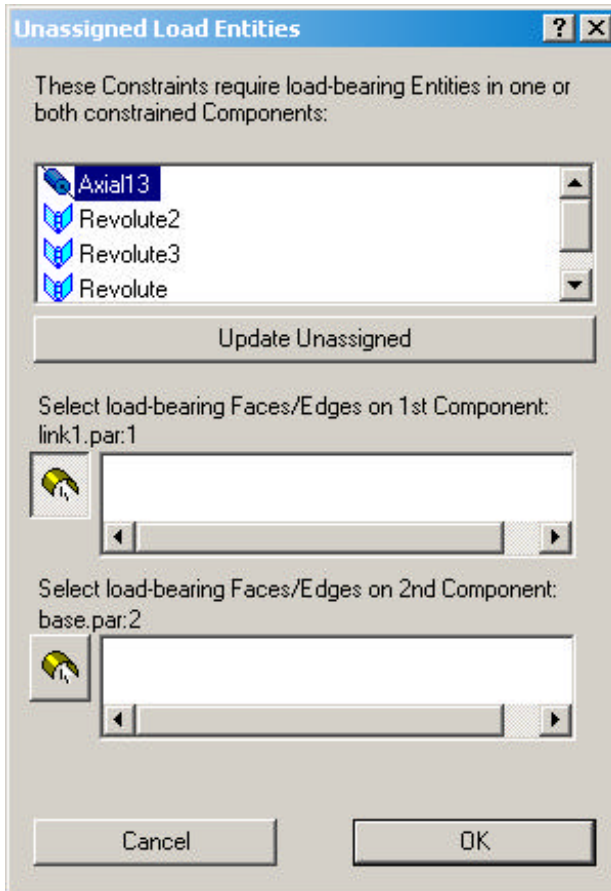 Unassigned Load Entities
These Constraints require load-bearing Entities in one or
both constrained Components:
Axial13
Revolute2
Revolute3
Revolute
Update Unassigned
Select load-bearing Faces/Edges on 1st Component:
link1.par:1
Select load-bearing Faces/Edges on 2nd Component:
base.par:2
Cancel OK